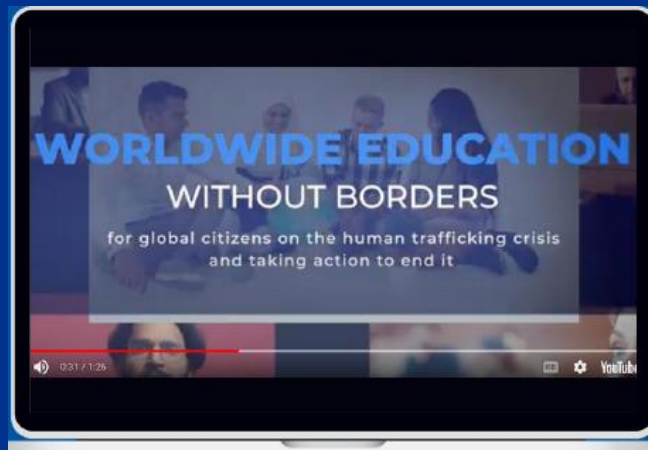 WORLDWIDE EDUCATION
WITHOUT BORDERS
for global citizens on the human trafficking crisis
and taking action to end it
0:31 / 1:26
YouTube